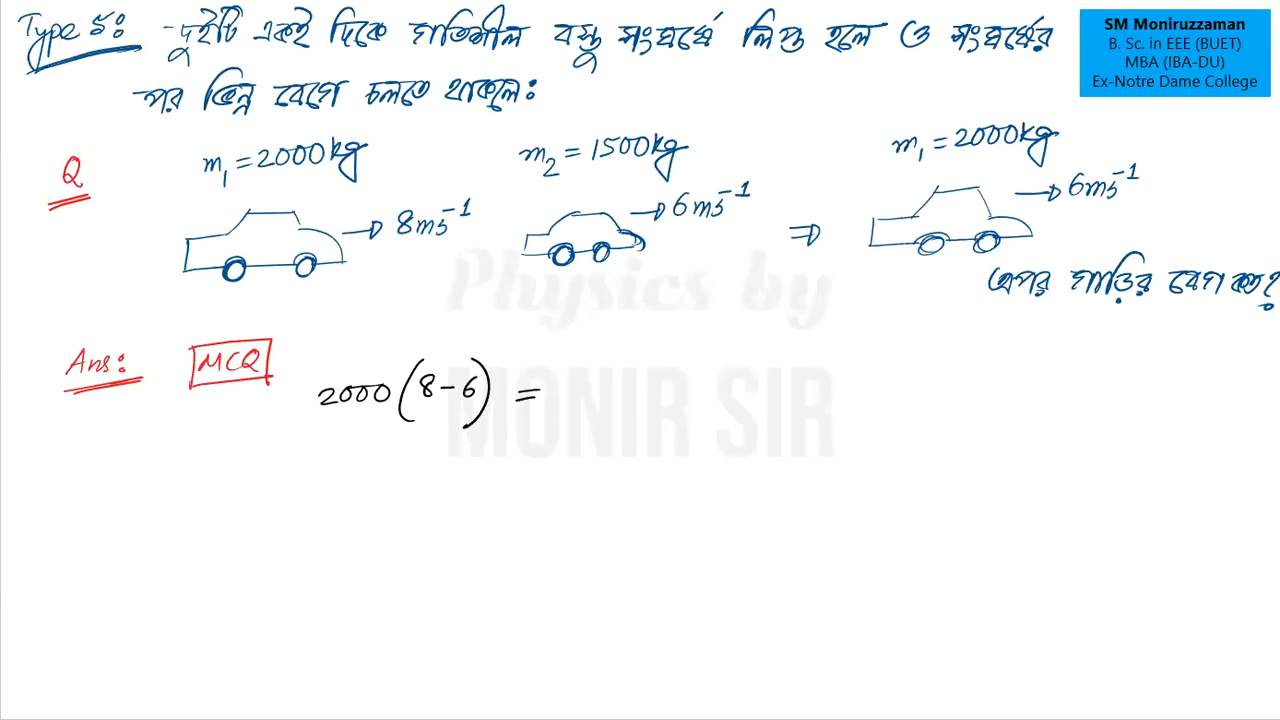 Type ৯: দুইটি একই দিকে গতিশীল বস্তু সংঘর্ষে লিপ্ত হলে ও সংঘর্ষের
পর ভিন্ন বেগে চলতে থাকলেঃ
SM Moniruzzaman
B. Sc. in EEE (BUET)
MBA (IBA-DU)
Ex-Notre Dame College
Q
m₁ = 2000kg
m₂ = 1500kg
m₁ = 2000kg
8ms⁻¹
6ms⁻¹
⇒
6ms⁻¹
অপর গাড়ির বেগ কত?
Physics by
MONIR SIR
Ans: MCQ
2000(8-6) =